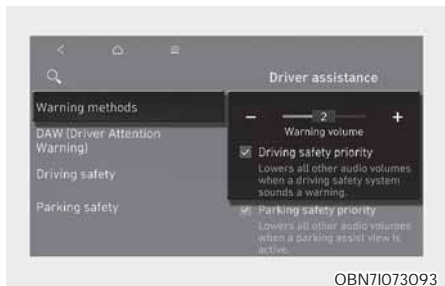 Driver assistance
Warning methods
DAW (Driver Attention
Warning)
Driving safety
Parking safety
− 2 +
Warning volume
Driving safety priority
Lowers all other audio volumes
when a driving safety system
sounds a warning.
Parking safety priority
Lowers all other audio volumes
when a parking assist view is
active.
OBN7I073093